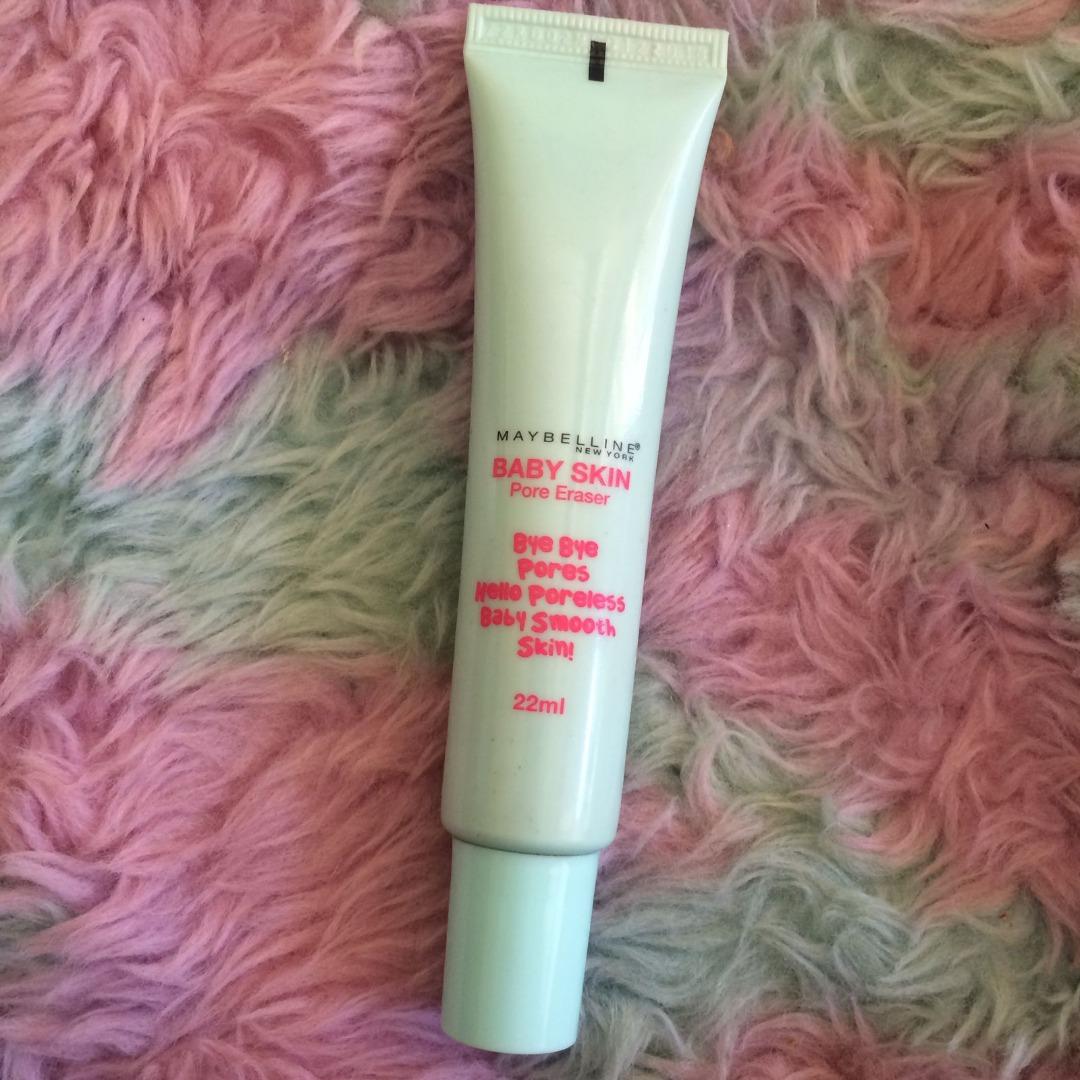 MAYBELLINE®
NEW YORK
BABY SKIN
Pore Eraser
Bye Bye
Pores
Hello Poreless
Baby Smooth
Skin!
22ml